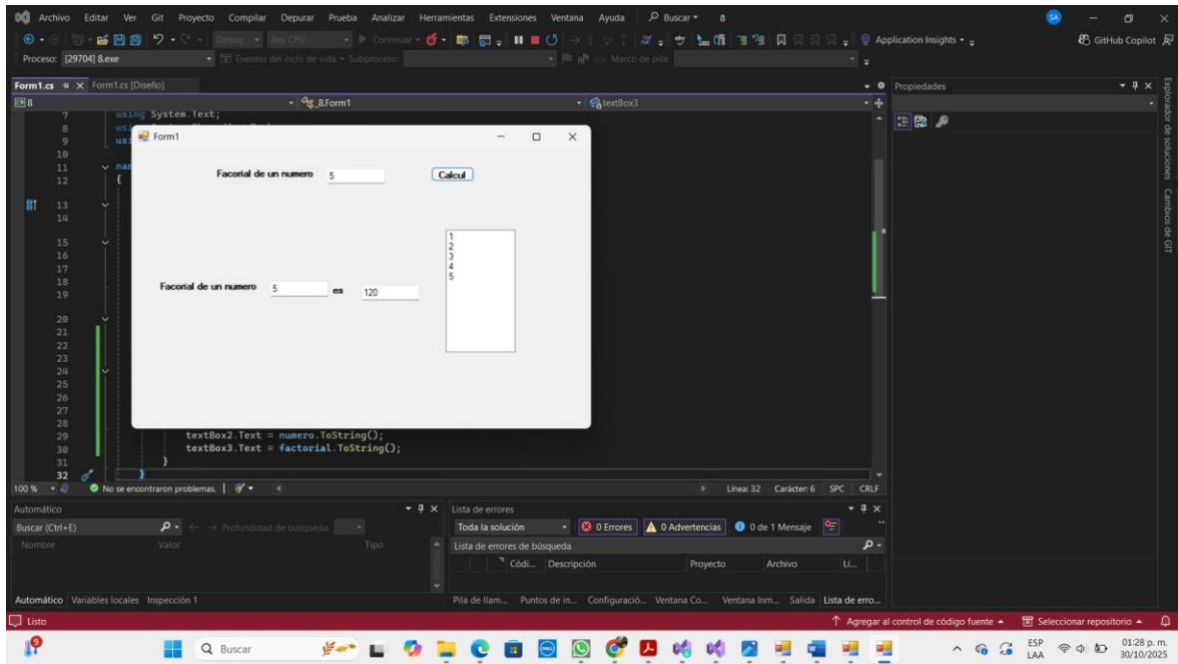 Archivo Editar Ver Git Proyecto Compilar Depurar Prueba Analizar Herramientas Extensiones Ventana Ayuda Buscar 8 SA
Debug Any CPU Continuar Application Insights GitHub Copilot
Proceso: [29704] 8.exe Eventos del ciclo de vida Subproceso: Marco de pila:
Form1.cs Form1.cs [Diseño]
8 _8.Form1 textBox3
7 using System.Text;
8
9
10
11
12 {
13
14
15
16
17
18
19
20
21
22
23
24
25
26
27
28
29 textBox2.Text = numero.ToString();
30 textBox3.Text = factorial.ToString();
31 }
32 }
Form1
Facorial de un numero 5 Calcul
1
2
3
4
5
Facorial de un numero 5 es 120
100 % No se encontraron problemas. Línea: 32 Carácter: 6 SPC CRLF
Propiedades
Explorador de soluciones Cambios de GIT
Automático
Buscar (Ctrl+E) Profundidad de búsqueda:
Nombre Valor Tipo
Automático Variables locales Inspección 1
Lista de errores
Toda la solución 0 Errores 0 Advertencias 0 de 1 Mensaje
Lista de errores de búsqueda
Códi... Descripción Proyecto Archivo Lí...
Pila de llam... Puntos de in... Configuració... Ventana Co... Ventana Inm... Salida Lista de erro...
Listo Agregar al control de código fuente Seleccionar repositorio
9 Buscar ESP LAA 01:28 p. m. 30/10/2025